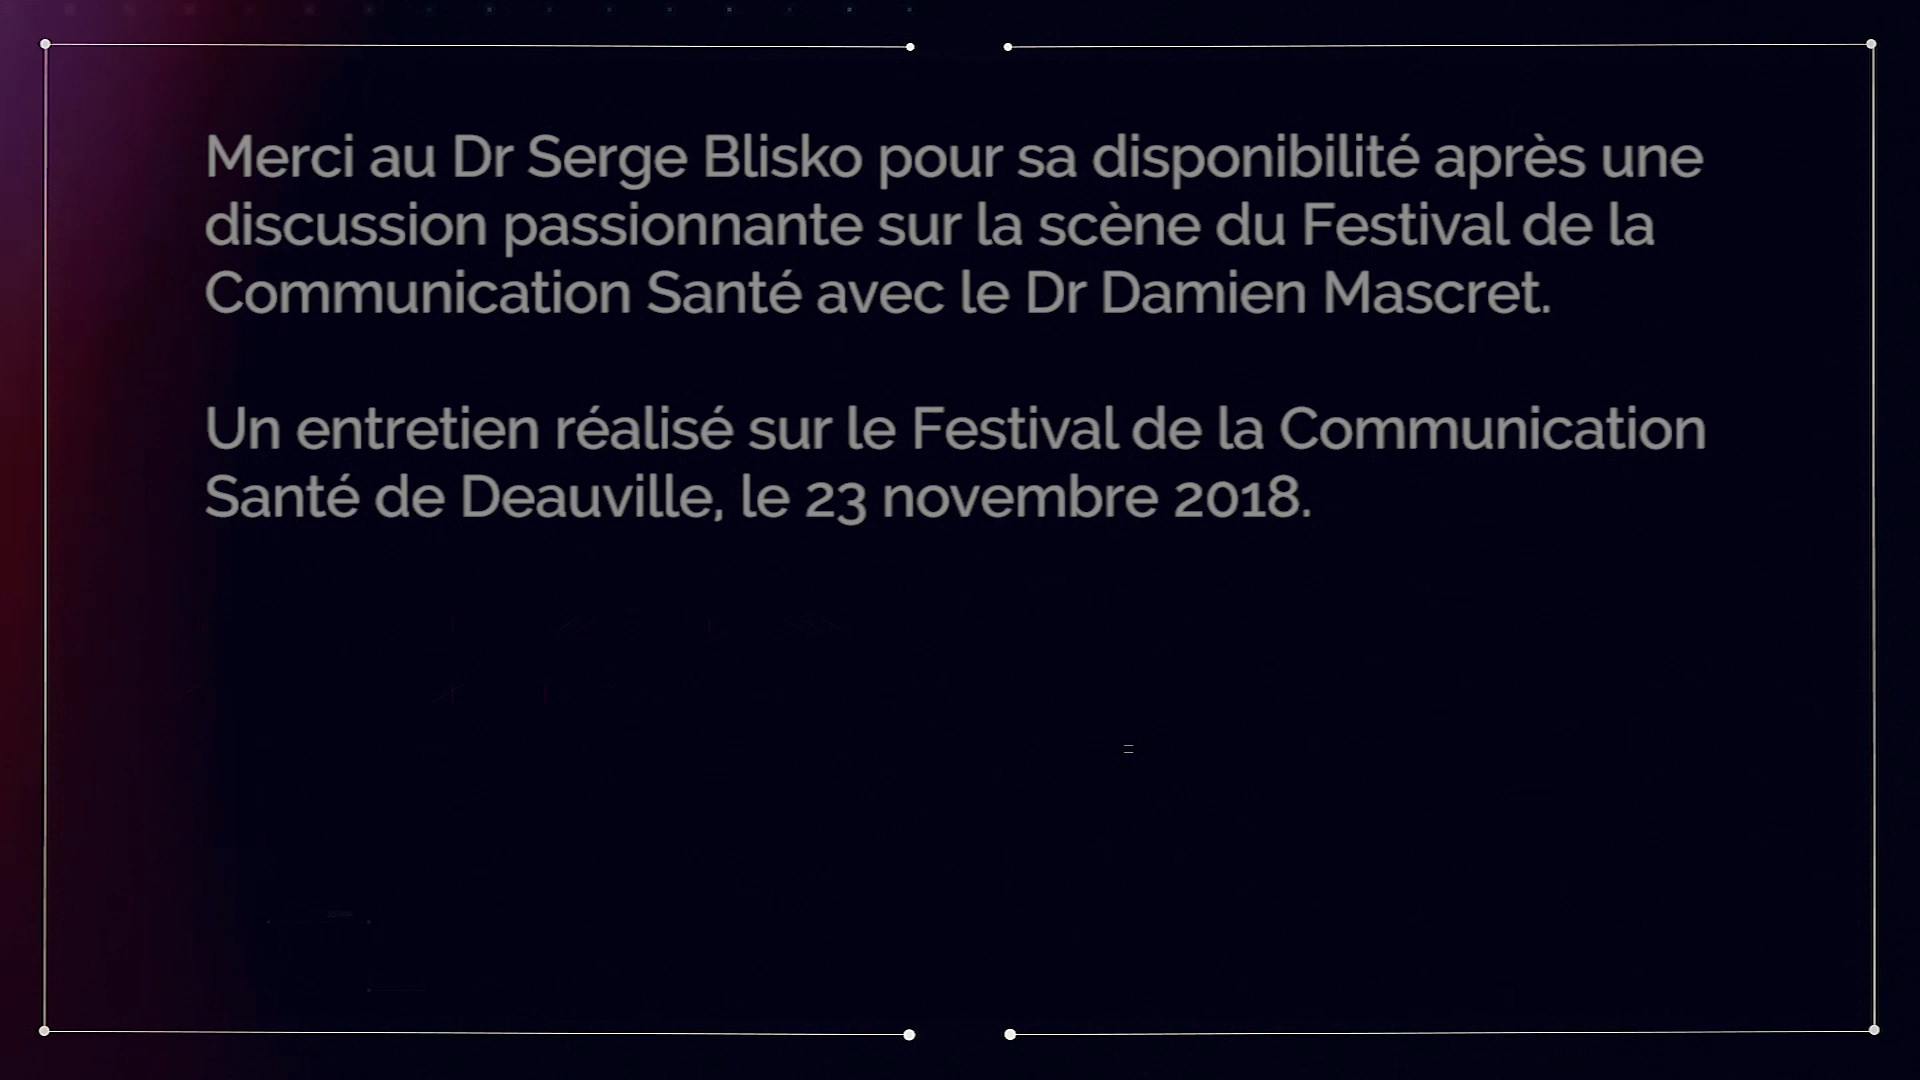 Merci au Dr Serge Blisko pour sa disponibilité après une
discussion passionnante sur la scène du Festival de la
Communication Santé avec le Dr Damien Mascret.
Un entretien réalisé sur le Festival de la Communication
Santé de Deauville, le 23 novembre 2018.